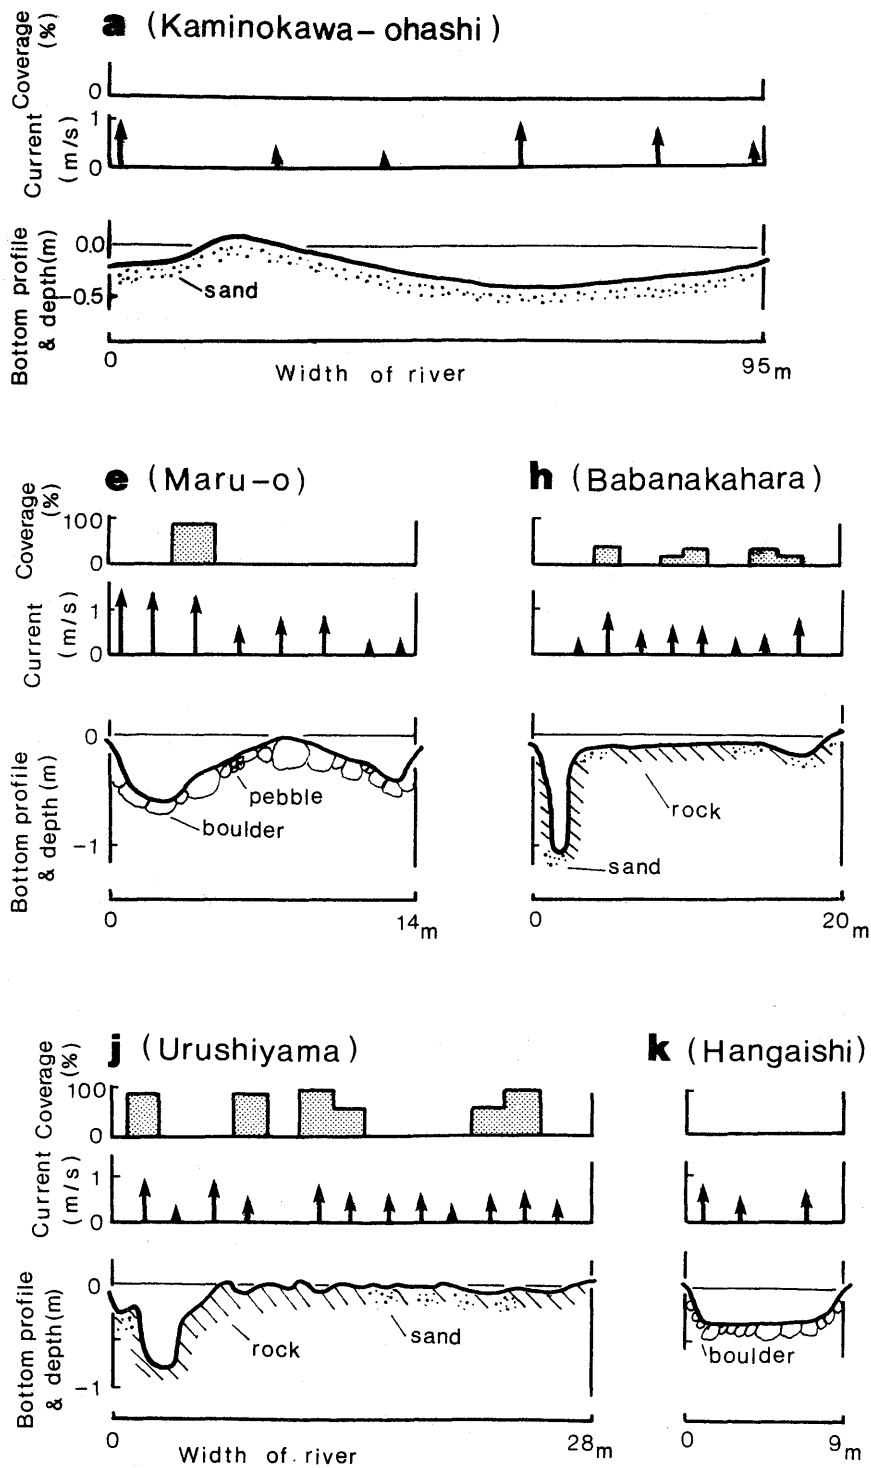 a (Kaminokawa-ohashi)
Coverage (%)
0
Current (m/s)
1
0
Bottom profile & depth(m)
0.0
-0.5
sand
0
95m
Width of river
e (Maru-o)
Coverage (%)
100
0
Current (m/s)
1
0
Bottom profile & depth(m)
0
-1
pebble
boulder
0
14m
h (Babanakahara)
rock
sand
0
20m
j (Urushiyama)
Coverage (%)
100
0
Current (m/s)
1
0
Bottom profile & depth(m)
0
-1
rock
sand
0
28m
Width of river
k (Hangaishi)
boulder
0
9m